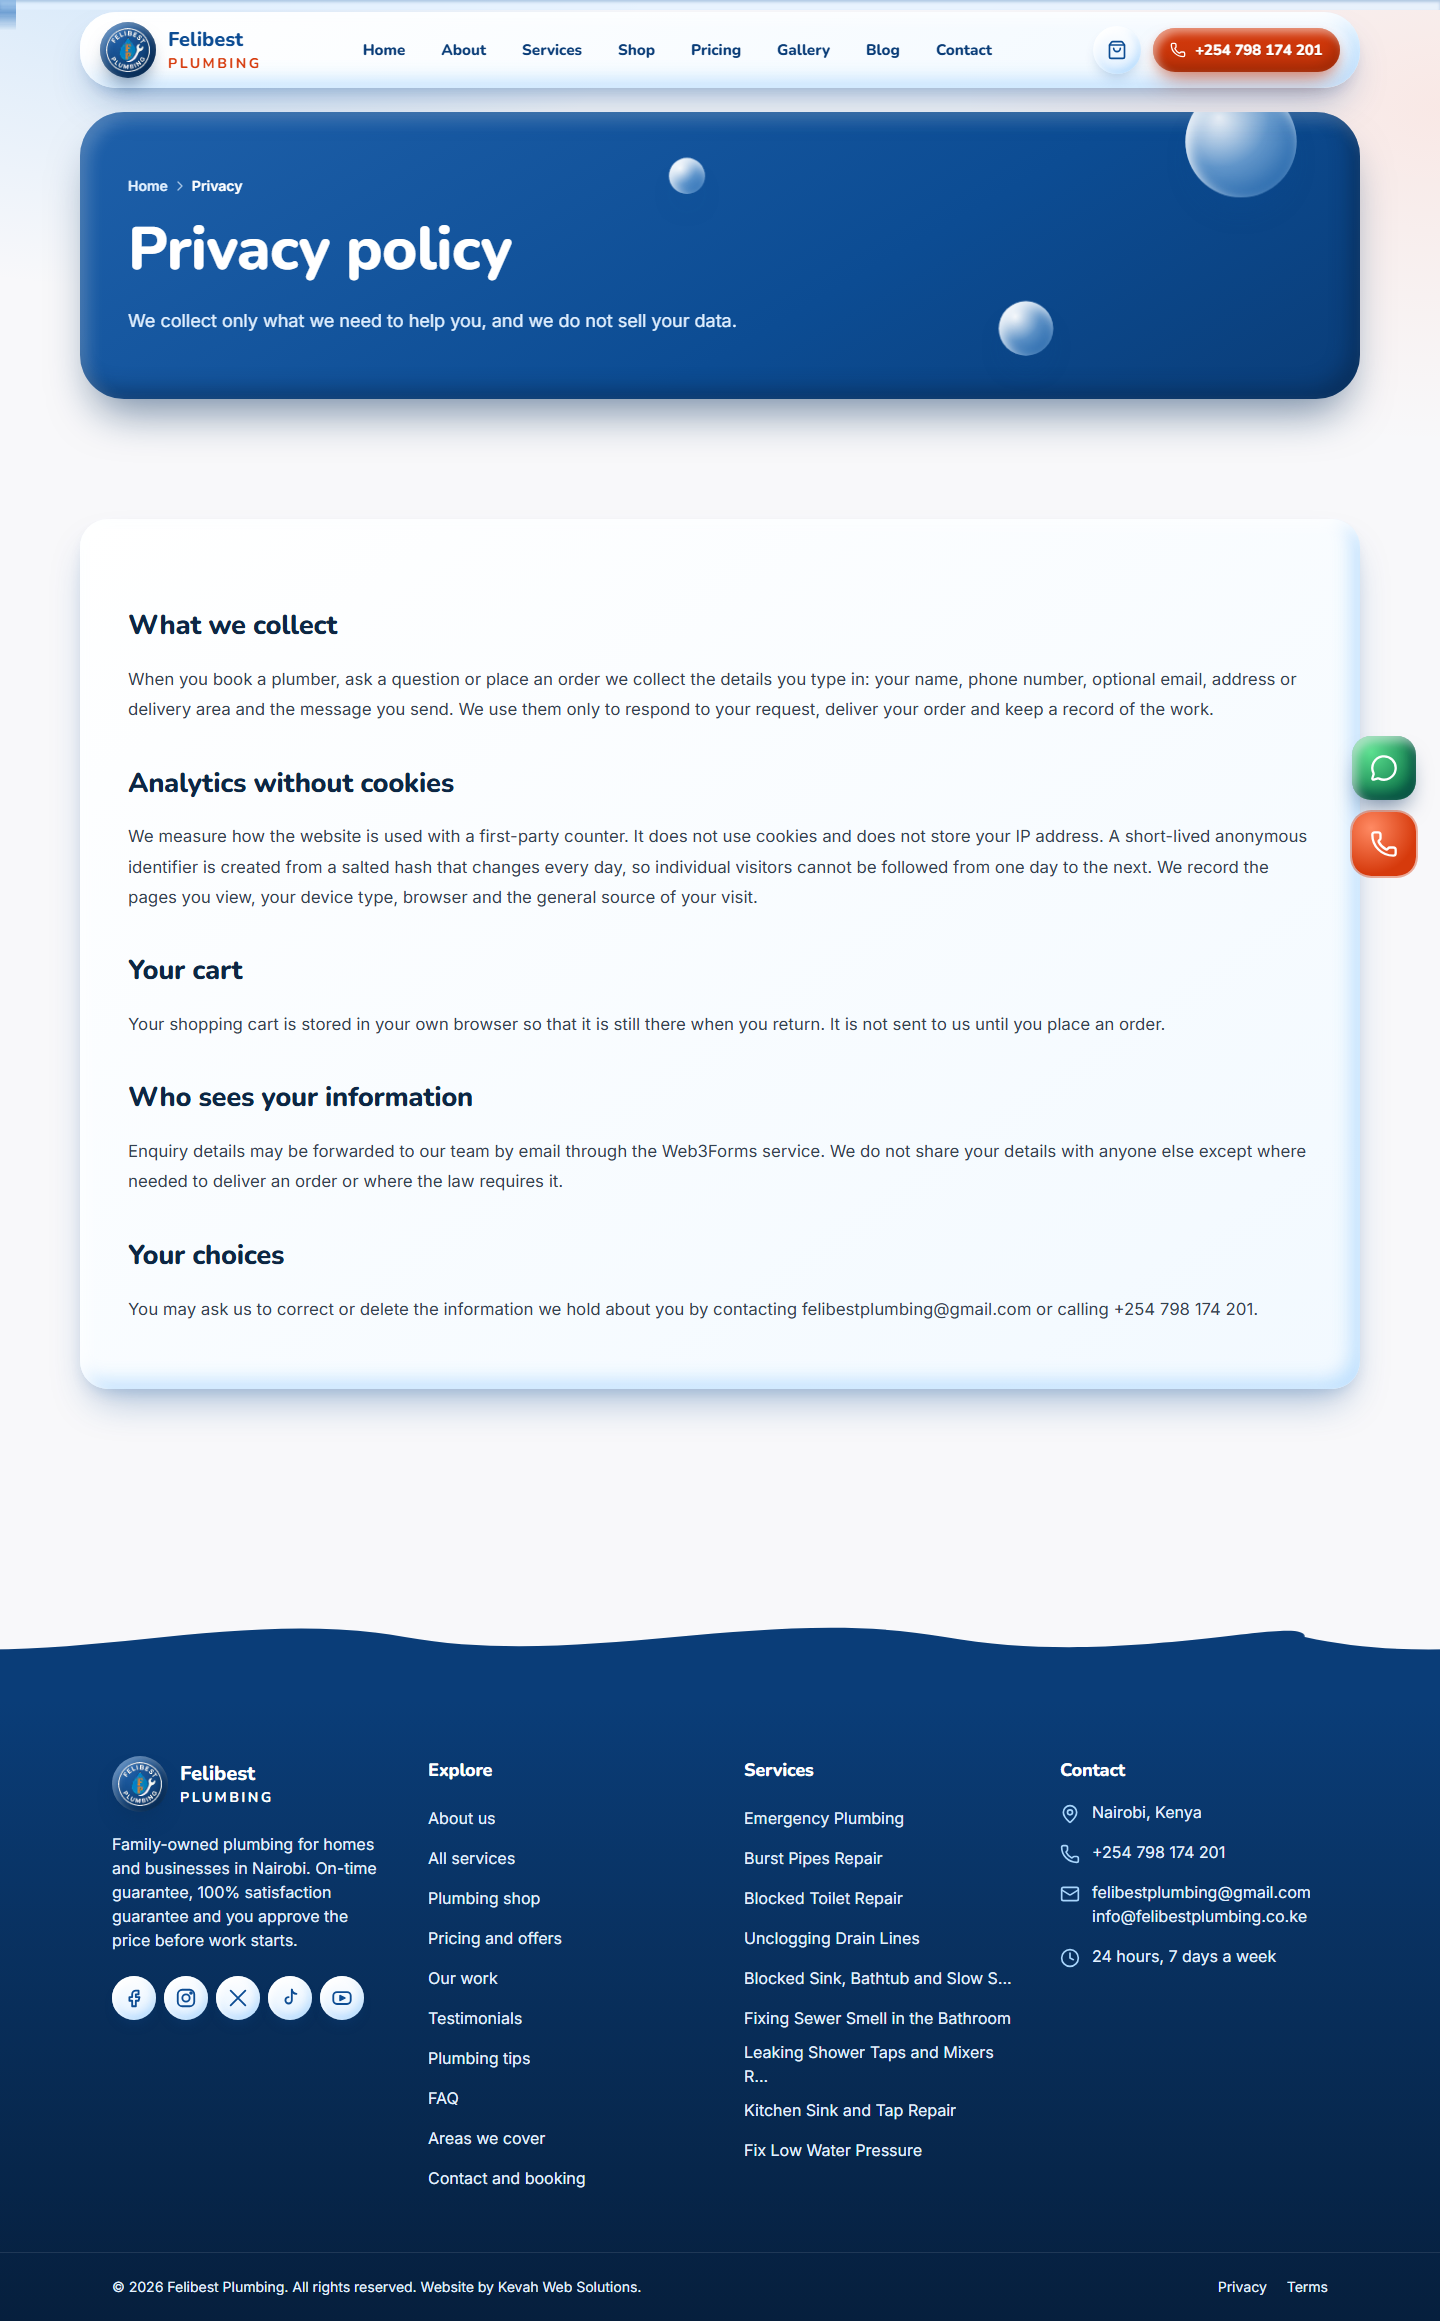 Felibest
PLUMBING
Home
About
Services
Shop
Pricing
Gallery
Blog
Contact
+254 798 174 201
Home > Privacy
Privacy policy
We collect only what we need to help you, and we do not sell your data.
What we collect
When you book a plumber, ask a question or place an order we collect the details you type in: your name, phone number, optional email, address or
delivery area and the message you send. We use them only to respond to your request, deliver your order and keep a record of the work.
Analytics without cookies
We measure how the website is used with a first-party counter. It does not use cookies and does not store your IP address. A short-lived anonymous
identifier is created from a salted hash that changes every day, so individual visitors cannot be followed from one day to the next. We record the
pages you view, your device type, browser and the general source of your visit.
Your cart
Your shopping cart is stored in your own browser so that it is still there when you return. It is not sent to us until you place an order.
Who sees your information
Enquiry details may be forwarded to our team by email through the Web3Forms service. We do not share your details with anyone else except where
needed to deliver an order or where the law requires it.
Your choices
You may ask us to correct or delete the information we hold about you by contacting felibestplumbing@gmail.com or calling +254 798 174 201.
FELIBEST
PLUMBING
Felibest
PLUMBING
Family-owned plumbing for homes
and businesses in Nairobi. On-time
guarantee, 100% satisfaction
guarantee and you approve the
price before work starts.
Explore
About us
All services
Plumbing shop
Pricing and offers
Our work
Testimonials
Plumbing tips
FAQ
Areas we cover
Contact and booking
Services
Emergency Plumbing
Burst Pipes Repair
Blocked Toilet Repair
Unclogging Drain Lines
Blocked Sink, Bathtub and Slow S...
Fixing Sewer Smell in the Bathroom
Leaking Shower Taps and Mixers
R...
Kitchen Sink and Tap Repair
Fix Low Water Pressure
Contact
Nairobi, Kenya
+254 798 174 201
felibestplumbing@gmail.com
info@felibestplumbing.co.ke
24 hours, 7 days a week
© 2026 Felibest Plumbing. All rights reserved. Website by Kevah Web Solutions.
Privacy
Terms